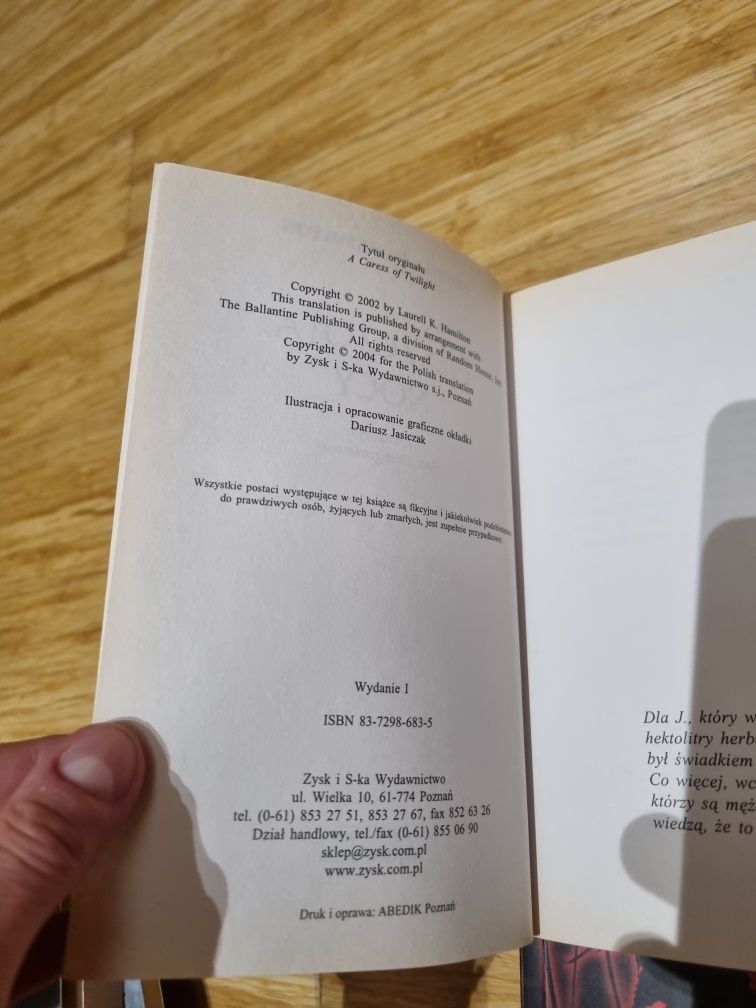 Tytuł oryginału
A Caress of Twilight
Copyright © 2002 by Laurell K. Hamilton
This translation is published by arrangement with
The Ballantine Publishing Group, a division of Random House, Inc.
All rights reserved
Copyright © 2004 for the Polish translation
by Zysk i S-ka Wydawnictwo s.j., Poznań
Ilustracja i opracowanie graficzne okładki
Dariusz Jasiczak
Wszystkie postaci występujące w tej książce są fikcyjne i jakiekolwiek podobieństwo
do prawdziwych osób, żyjących lub zmarłych, jest zupełnie przypadkowe.
Wydanie I
ISBN 83-7298-683-5
Zysk i S-ka Wydawnictwo
ul. Wielka 10, 61-774 Poznań
tel. (0-61) 853 27 51, 853 27 67, fax 852 63 26
Dział handlowy, tel./fax (0-61) 855 06 90
sklep@zysk.com.pl
www.zysk.com.pl
Druk i oprawa: ABEDIK Poznań
Dla J., który w
hektolitry
był świadkiem
Co więcej,
którzy są
wiedzą, że to